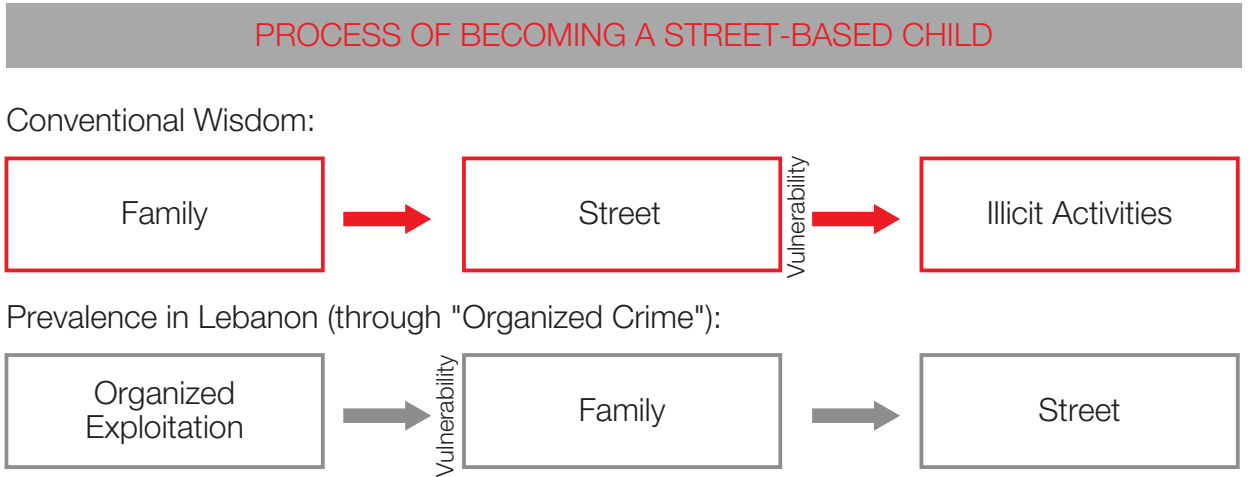 PROCESS OF BECOMING A STREET-BASED CHILD
Conventional Wisdom:
Family
Street
Vulnerability
Illicit Activities
Prevalence in Lebanon (through "Organized Crime"):
Organized
Exploitation
Vulnerability
Family
Street